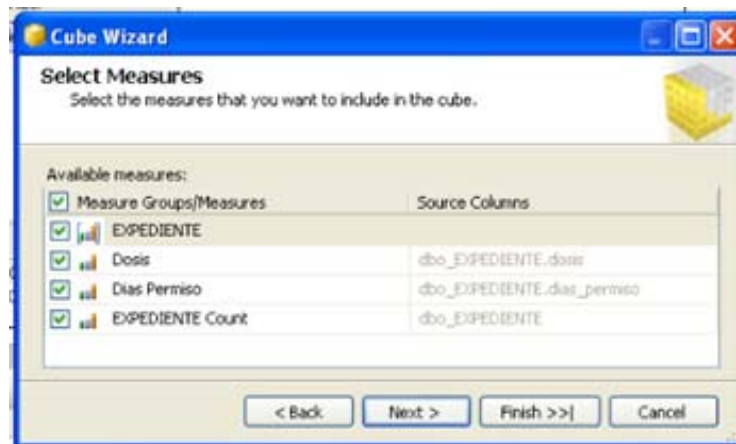 Cube Wizard
Select Measures
Select the measures that you want to include in the cube.
Available measures:
Measure Groups/Measures Source Columns
EXPEDIENTE
Dosis dbo_EXPEDIENTE.dosis
Dias Permiso dbo_EXPEDIENTE.dias_permiso
EXPEDIENTE Count dbo_EXPEDIENTE
< Back Next > Finish >>| Cancel